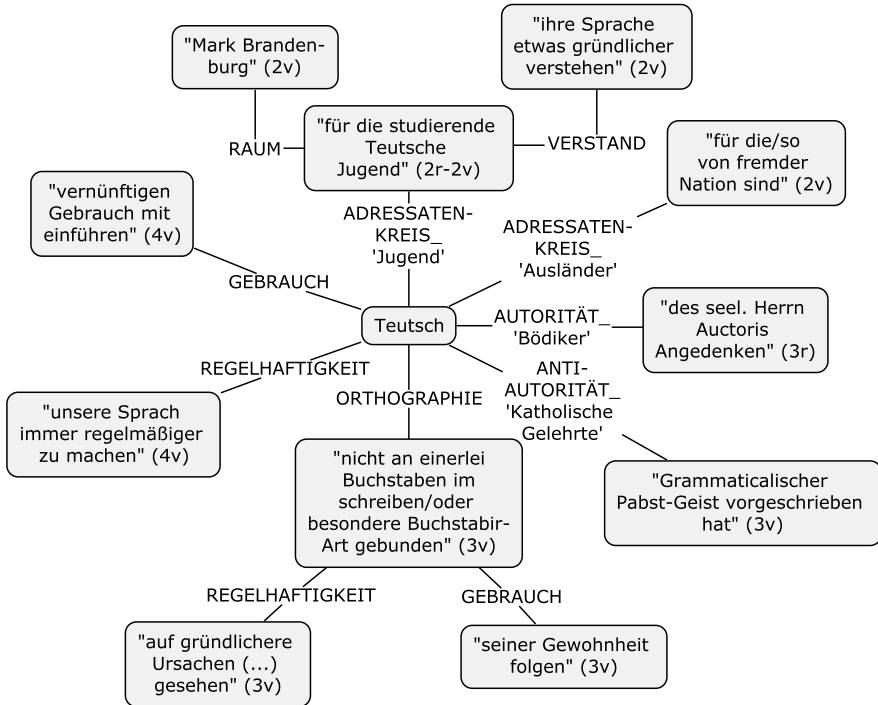 "Mark Branden-
burg" (2v)
"ihre Sprache
etwas gründlicher
verstehen" (2v)
RAUM
"für die studierende
Teutsche
Jugend" (2r-2v)
VERSTAND
"für die/so
von fremder
Nation sind" (2v)
"vernünftigen
Gebrauch mit
einführen" (4v)
ADRESSATEN-
KREIS_
'Jugend'
ADRESSATEN-
KREIS_
'Ausländer'
GEBRAUCH
Teutsch
AUTORITÄT_
'Bödiker'
"des seel. Herrn
Auctoris
Angedenken" (3r)
REGELHAFTIGKEIT
ORTHOGRAPHIE
ANTI-
AUTORITÄT_
'Katholische
Gelehrte'
"unsere Sprach
immer regelmäßiger
zu machen" (4v)
"nicht an einerlei
Buchstaben im
schreiben/oder
besondere Buchstabir-
Art gebunden" (3v)
"Grammaticalischer
Pabst-Geist vorgeschrieben
hat" (3v)
REGELHAFTIGKEIT
GEBRAUCH
"auf gründlichere
Ursachen (...)
gesehen" (3v)
"seiner Gewohnheit
folgen" (3v)